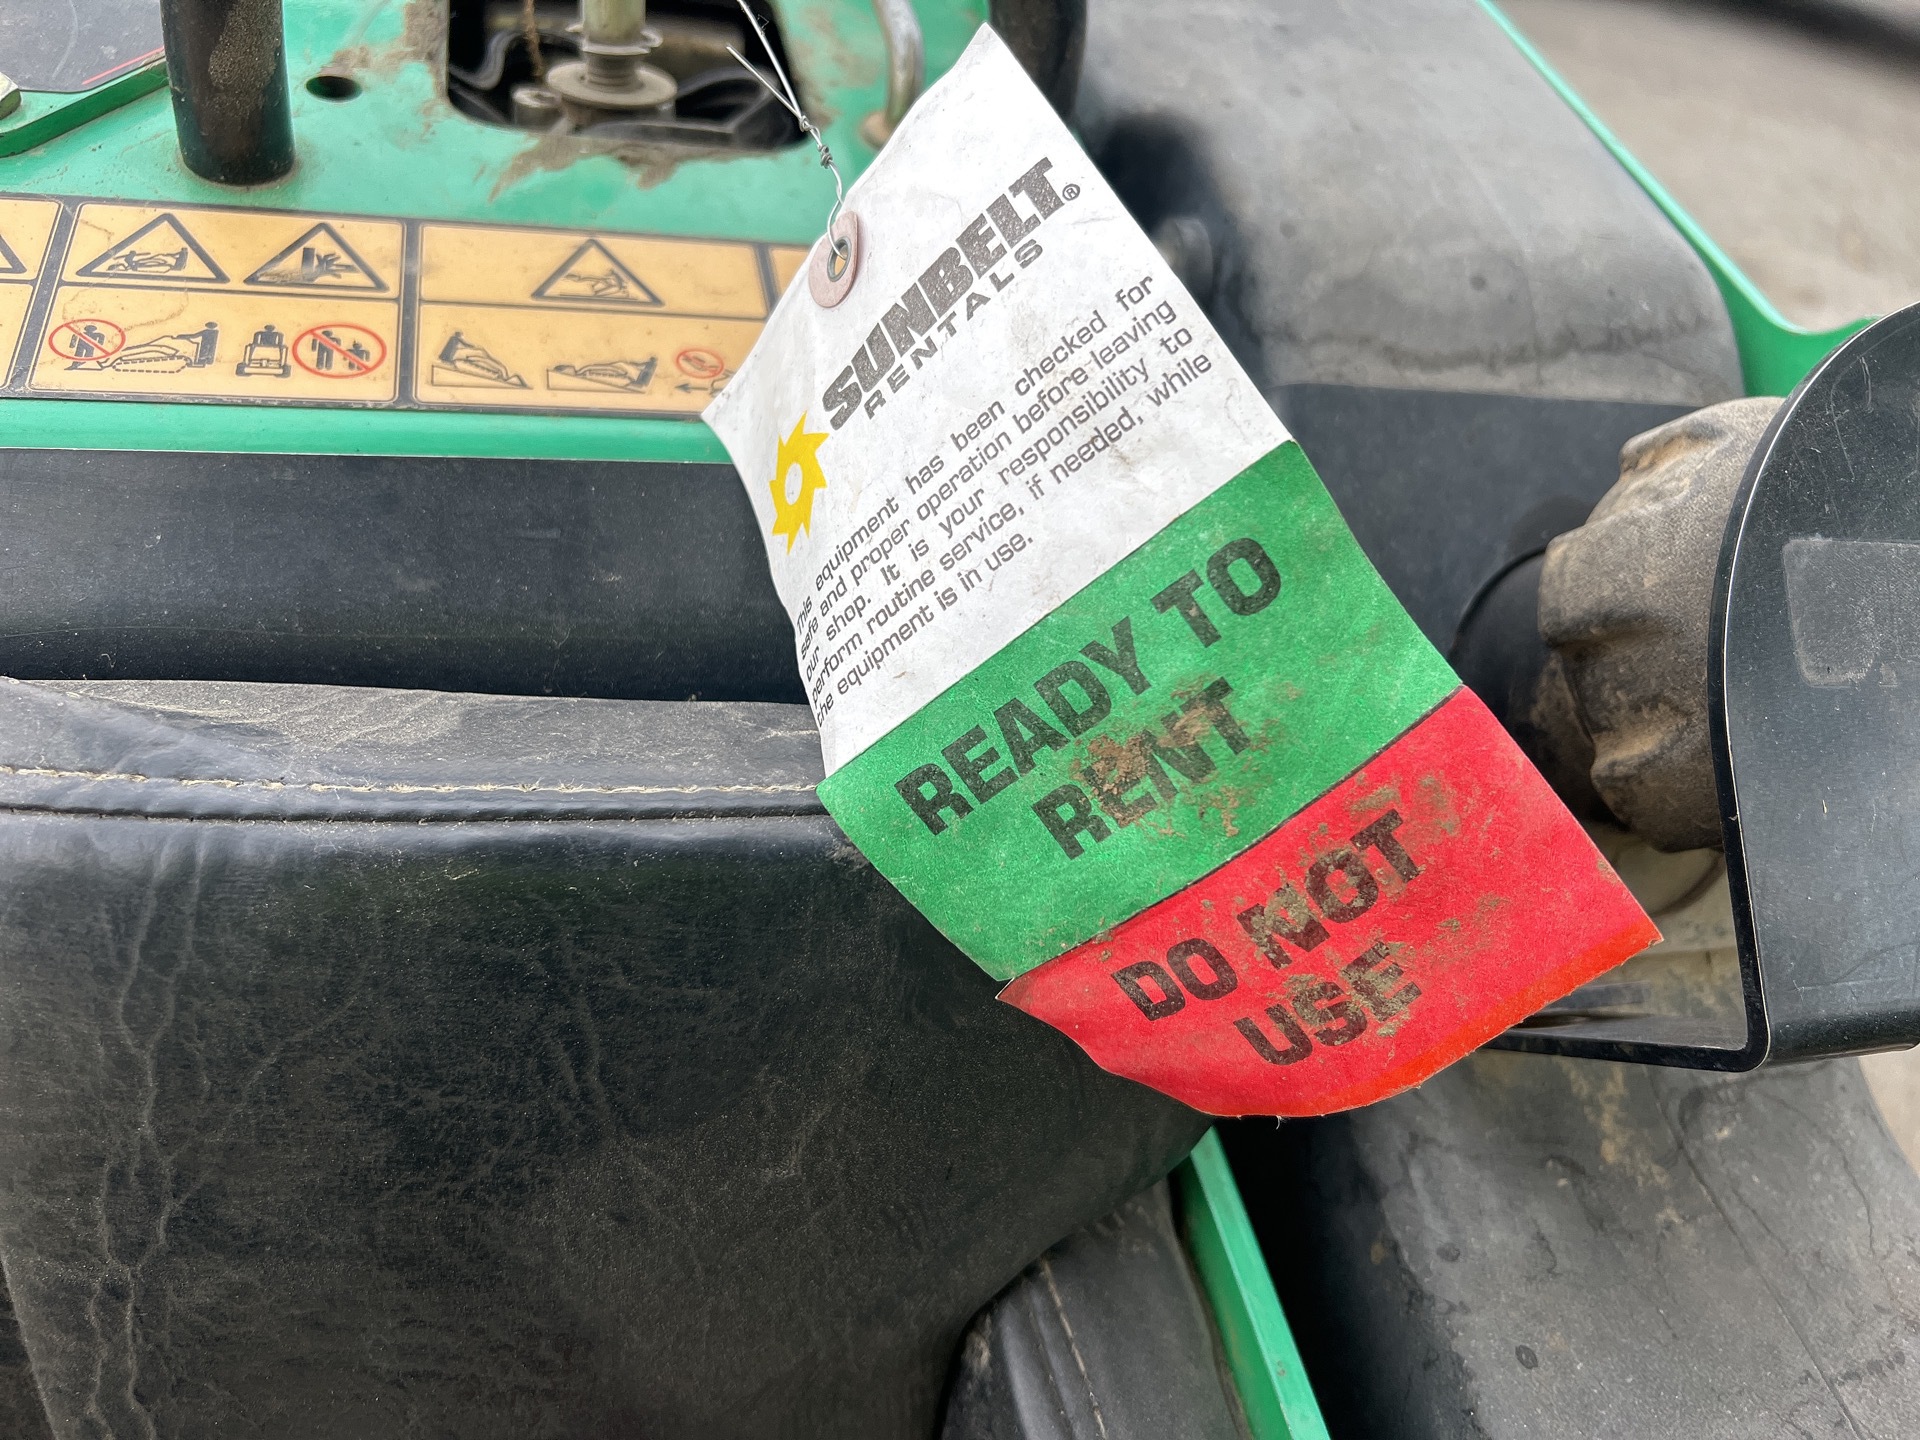 SUNBELT®
RENTALS
This equipment has been checked for
safe and proper operation before leaving
our shop. It is your responsibility to
perform routine service, if needed, while
the equipment is in use.
READY TO
RENT
DO NOT
USE